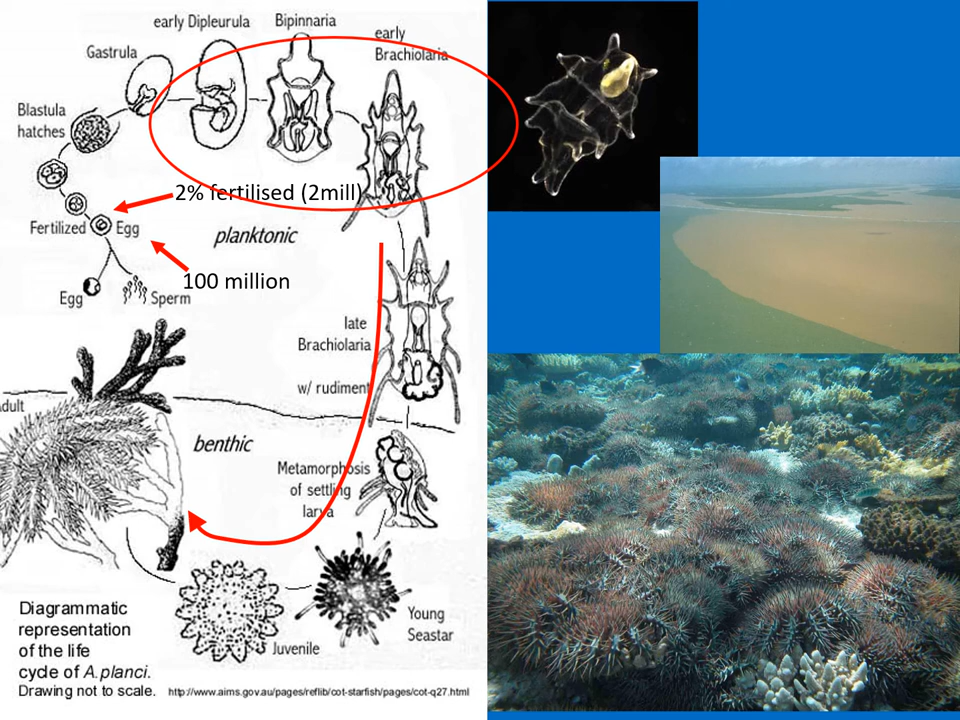 early Dipleurula
Bipinnaria
early
Brachiolaria
Gastrula
Blastula
hatches
2% fertilised (2mill)
Fertilized
Egg
planktonic
100 million
Egg
Sperm
late
Brachiolaria
w/ rudiment
benthic
Metamorphosis
of settling
larva
Young
Seastar
Juvenile
Diagrammatic
representation
of the life
cycle of A.planci.
Drawing not to scale.
http://www.aims.gov.au/pages/reflib/cot-starfish/pages/cot-q27.html